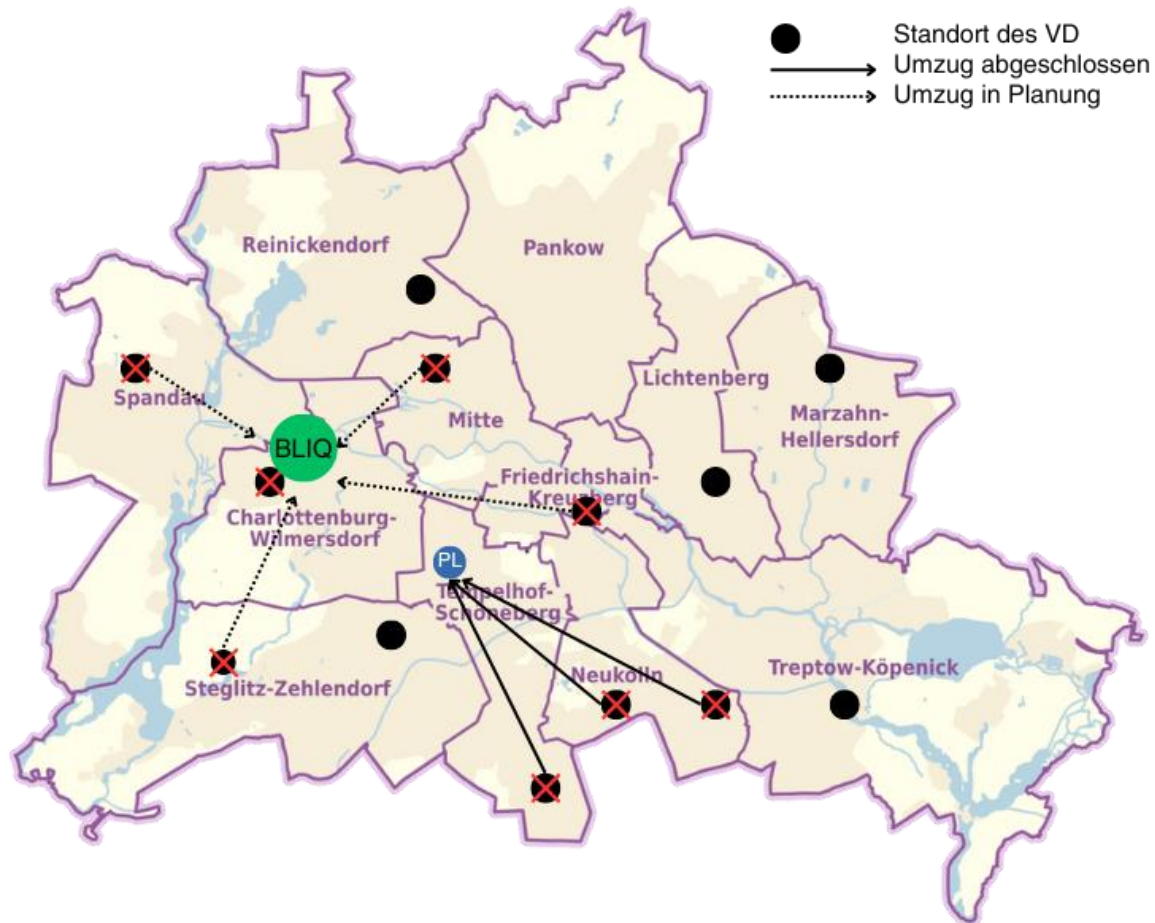 Standort des VD
Umzug abgeschlossen
Umzug in Planung
Reinickendorf
Pankow
Lichtenberg
Spandau
Mitte
Marzahn-
Hellersdorf
BLIQ
Friedrichshain-
Kreuzberg
Charlottenburg-
Wilmersdorf
PL
Tempelhof-
Schöneberg
Neukölln
Treptow-Köpenick
Steglitz-Zehlendorf